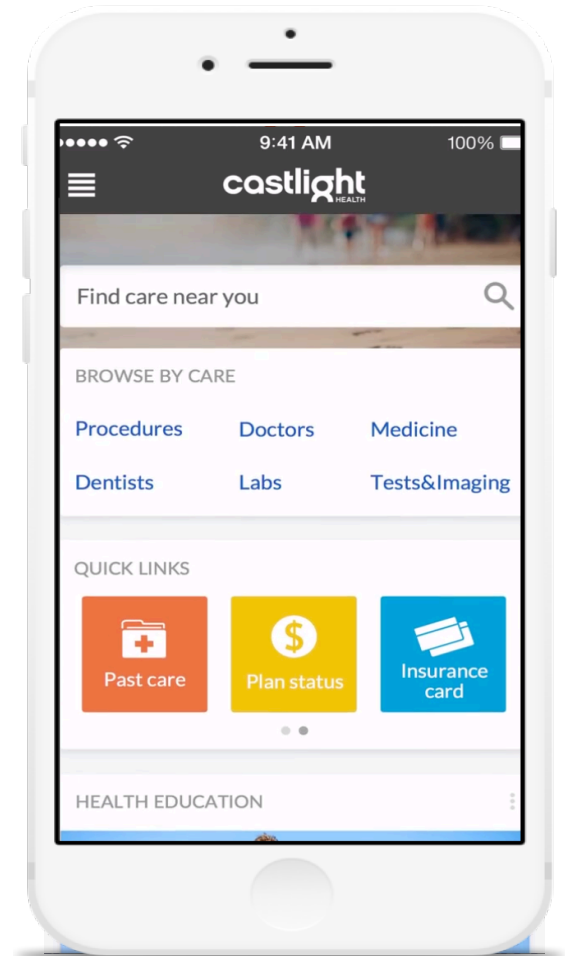 9:41 AM 100%
castlight
HEALTH
Find care near you
BROWSE BY CARE
Procedures Doctors Medicine
Dentists Labs Tests&Imaging
QUICK LINKS
Past care Plan status Insurance card
HEALTH EDUCATION